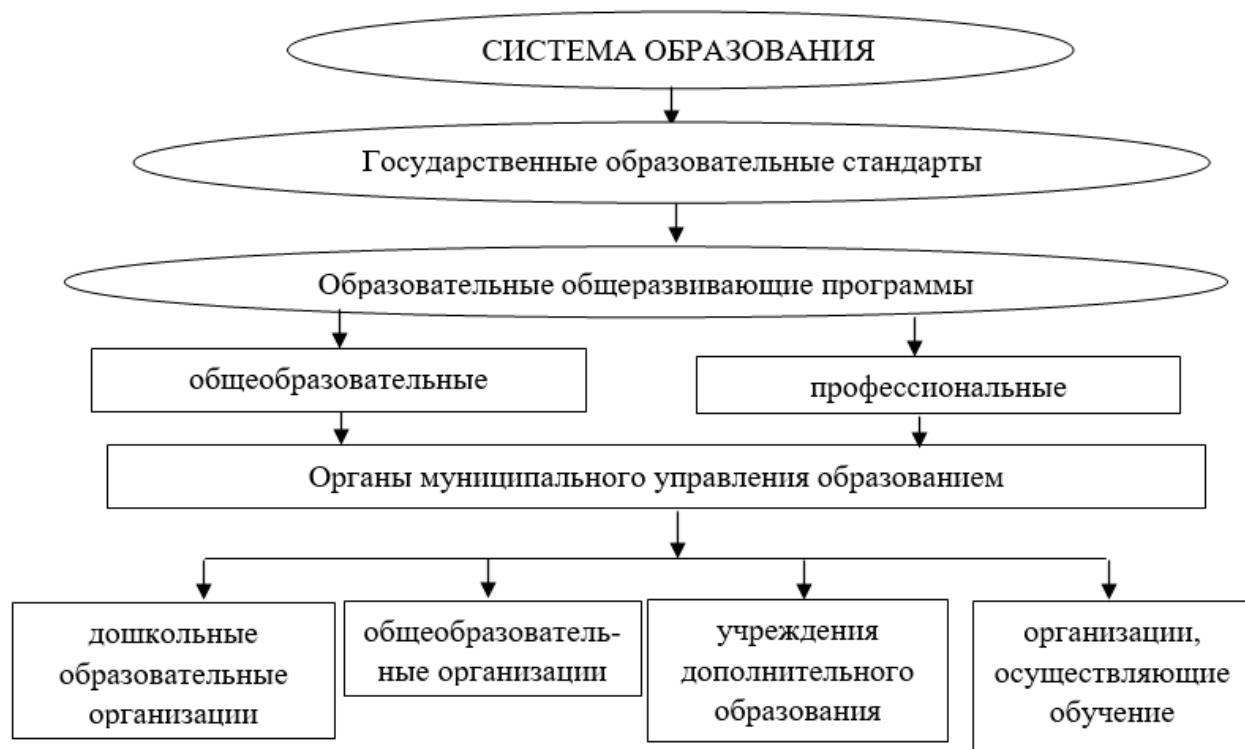 СИСТЕМА ОБРАЗОВАНИЯ
Государственные образовательные стандарты
Образовательные общеразвивающие программы
общеобразовательные
профессиональные
Органы муниципального управления образованием
дошкольные
образовательные
организации
общеобразователь-
ные организации
учреждения
дополнительного
образования
организации,
осуществляющие
обучение